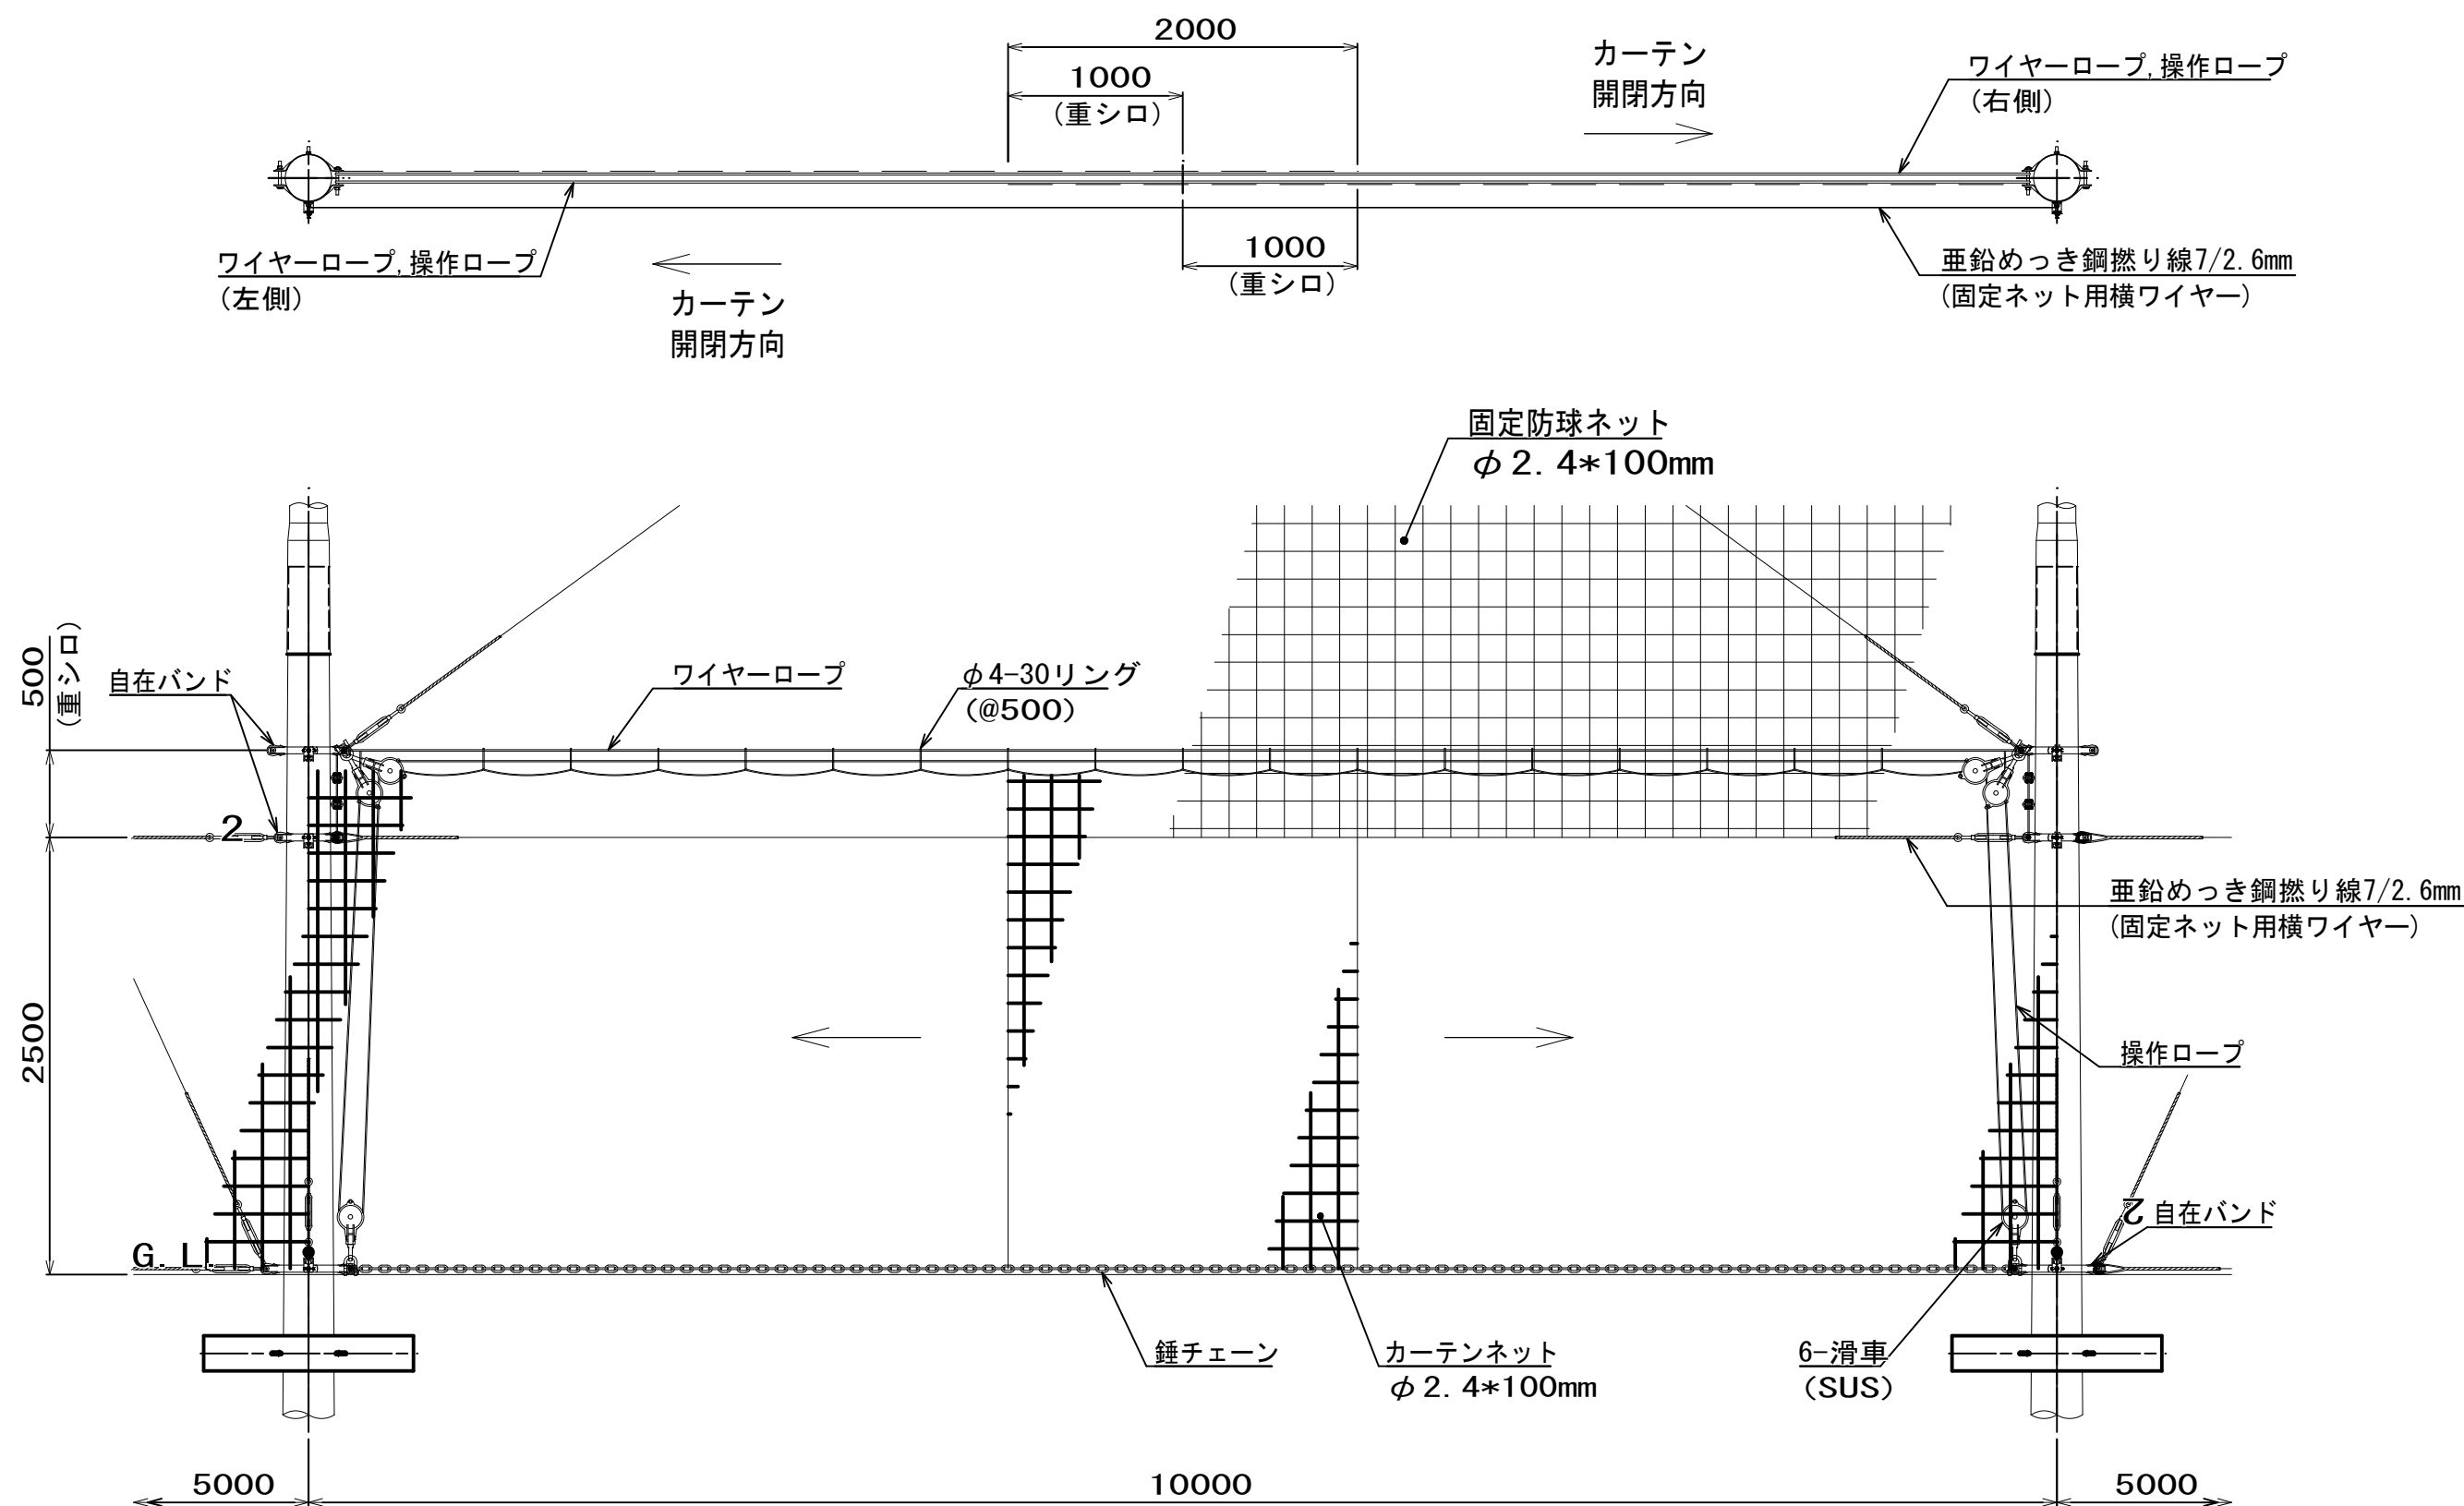 2000
1000
(重シロ)
カーテン
開閉方向
ワイヤーロープ,操作ロープ
(右側)
ワイヤーロープ,操作ロープ
(左側)
カーテン
開閉方向
1000
(重シロ)
亜鉛めっき鋼撚り線7/2.6mm
(固定ネット用横ワイヤー)
固定防球ネット
φ2.4*100mm
500
(重シロ)
自在バンド
ワイヤーロープ
φ4-30リング
(@500)
2
亜鉛めっき鋼撚り線7/2.6mm
(固定ネット用横ワイヤー)
2500
操作ロープ
2
自在バンド
G.L.
錘チェーン
カーテンネット
φ2.4*100mm
6-滑車
(SUS)
5000
10000
5000